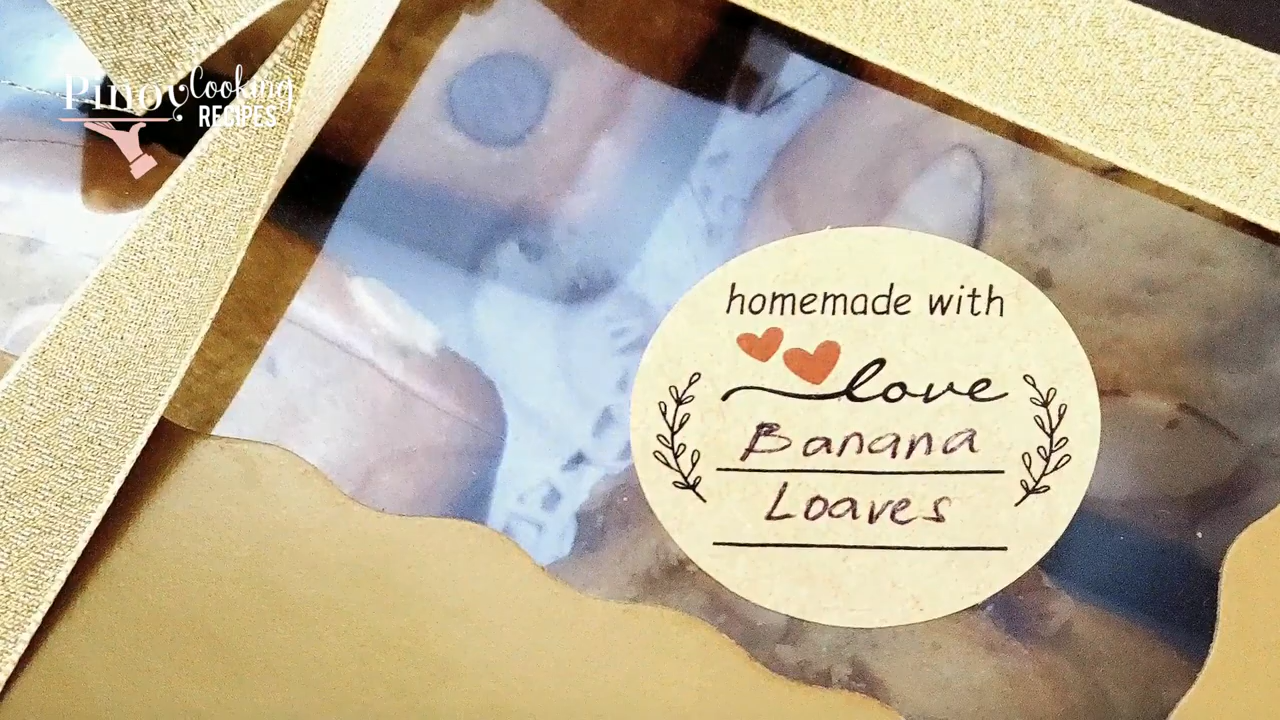 Pinoy Cooking
RECIPES
homemade with
love
Banana
Loaves